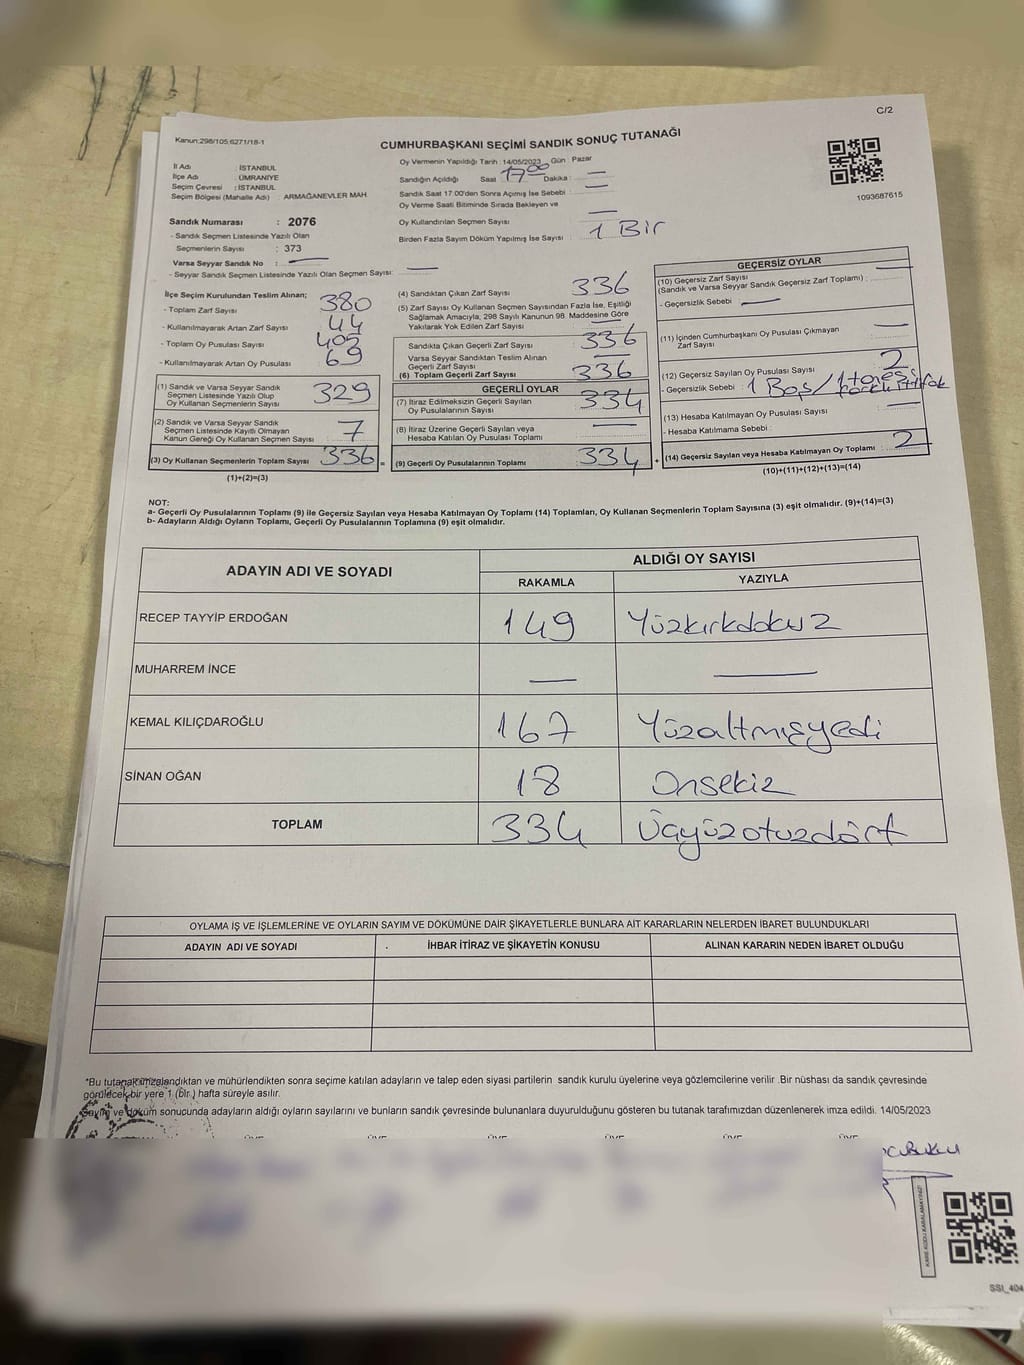 C/2
Kanun:298/105;6271/18-1
CUMHURBAŞKANI SEÇİMİ SANDIK SONUÇ TUTANAĞI
1093687615
İl Adı : İSTANBUL
İlçe Adı : ÜMRANİYE
Seçim Çevresi : İSTANBUL
Seçim Bölgesi (Mahalle Adı) ARMAĞANEVLER MAH.
Oy Vermenin Yapıldığı Tarih : 14/05/2023 Gün : Pazar
Sandığın Açıldığı Saat 1700 Dakika : —
Sandık Saat 17.00'den Sonra Açımış İse Sebebi : —
Oy Verme Saati Bitiminde Sırada Bekleyen ve
Oy Kullandırılan Seçmen Sayısı : —
Birden Fazla Sayım Döküm Yapılmış İse Sayısı : 1 Bir
Sandık Numarası : 2076
- Sandık Seçmen Listesinde Yazılı Olan
Seçmenlerin Sayısı : 373
Varsa Seyyar Sandık No : —
- Seyyar Sandık Seçmen Listesinde Yazılı Olan Seçmen Sayısı: —
İlçe Seçim Kurulundan Teslim Alınan;
- Toplam Zarf Sayısı 380
- Kullanılmayarak Artan Zarf Sayısı 44
- Toplam Oy Pusulası Sayısı 405
- Kullanılmayarak Artan Oy Pusulası 69
(1) Sandık ve Varsa Seyyar Sandık
Seçmen Listesinde Yazılı Olup
Oy Kullanan Seçmenlerin Sayısı 329
(2) Sandık ve Varsa Seyyar Sandık
Seçmen Listesinde Kayıtlı Olmayan
Kanun Gereği Oy Kullanan Seçmen Sayısı 7
(3) Oy Kullanan Seçmenlerin Toplam Sayısı 336 =
(1)+(2)=(3)
(4) Sandıktan Çıkan Zarf Sayısı 336
(5) Zarf Sayısı Oy Kullanan Seçmen Sayısından Fazla İse, Eşitliği
Sağlamak Amacıyla, 298 Sayılı Kanunun 98. Maddesine Göre
Yakılarak Yok Edilen Zarf Sayısı —
Sandıkta Çıkan Geçerli Zarf Sayısı 336
Varsa Seyyar Sandıktan Teslim Alınan
Geçerli Zarf Sayısı —
(6) Toplam Geçerli Zarf Sayısı 336
GEÇERLİ OYLAR
(7) İtiraz Edilmeksizin Geçerli Sayılan
Oy Pusulalarının Sayısı 334
(8) İtiraz Üzerine Geçerli Sayılan veya
Hesaba Katılan Oy Pusulası Toplamı —
(9) Geçerli Oy Pusulalarının Toplamı 334 +
GEÇERSİZ OYLAR
(10) Geçersiz Zarf Sayısı
(Sandık ve Varsa Seyyar Sandık Geçersiz Zarf Toplamı) : —
- Geçersizlik Sebebi —
(11) İçinden Cumhurbaşkanı Oy Pusulası Çıkmayan
Zarf Sayısı —
(12) Geçersiz Sayılan Oy Pusulası Sayısı 2
- Geçersizlik Sebebi : 1 Boş / 1 tanesi
(13) Hesaba Katılmayan Oy Pusulası Sayısı —
- Hesaba Katılmama Sebebi :
(14) Geçersiz Sayılan veya Hesaba Katılmayan Oy Toplamı 2
(10)+(11)+(12)+(13)=(14)
NOT:
a- Geçerli Oy Pusulalarının Toplamı (9) ile Geçersiz Sayılan veya Hesaba Katılmayan Oy Toplamı (14) Toplamları, Oy Kullanan Seçmenlerin Toplam Sayısına (3) eşit olmalıdır. (9)+(14)=(3)
b- Adayların Aldığı Oyların Toplamı, Geçerli Oy Pusulalarının Toplamına (9) eşit olmalıdır.
ADAYIN ADI VE SOYADI ALDIĞI OY SAYISI
RAKAMLA YAZIYLA
RECEP TAYYİP ERDOĞAN 149 Yüzkırkdokuz
MUHARREM İNCE — —
KEMAL KILIÇDAROĞLU 167 Yüzaltmışyedi
SİNAN OĞAN 18 Onsekiz
TOPLAM 334 Üçyüzotuzdört
OYLAMA İŞ VE İŞLEMLERİNE VE OYLARIN SAYIM VE DÖKÜMÜNE DAİR ŞİKAYETLERLE BUNLARA AİT KARARLARIN NELERDEN İBARET BULUNDUKLARI
ADAYIN ADI VE SOYADI İHBAR İTİRAZ VE ŞİKAYETİN KONUSU ALINAN KARARIN NEDEN İBARET OLDUĞU
*Bu tutanak imzalandıktan ve mühürlendikten sonra seçime katılan adayların ve talep eden siyasi partilerin sandık kurulu üyelerine veya gözlemcilerine verilir .Bir nüshası da sandık çevresinde
görülecek bir yere 1 (bir ) hafta süreyle asılır.
Sayım ve döküm sonucunda adayların aldığı oyların sayılarını ve bunların sandık çevresinde bulunanlara duyurulduğunu gösteren bu tutanak tarafımızdan düzenlenerek imza edildi. 14/05/2023
ÜYE ÜYE ÜYE ÜYE ÜYE ÜYE
KARE KODU KARALAMAYINIZ!
SSI_404